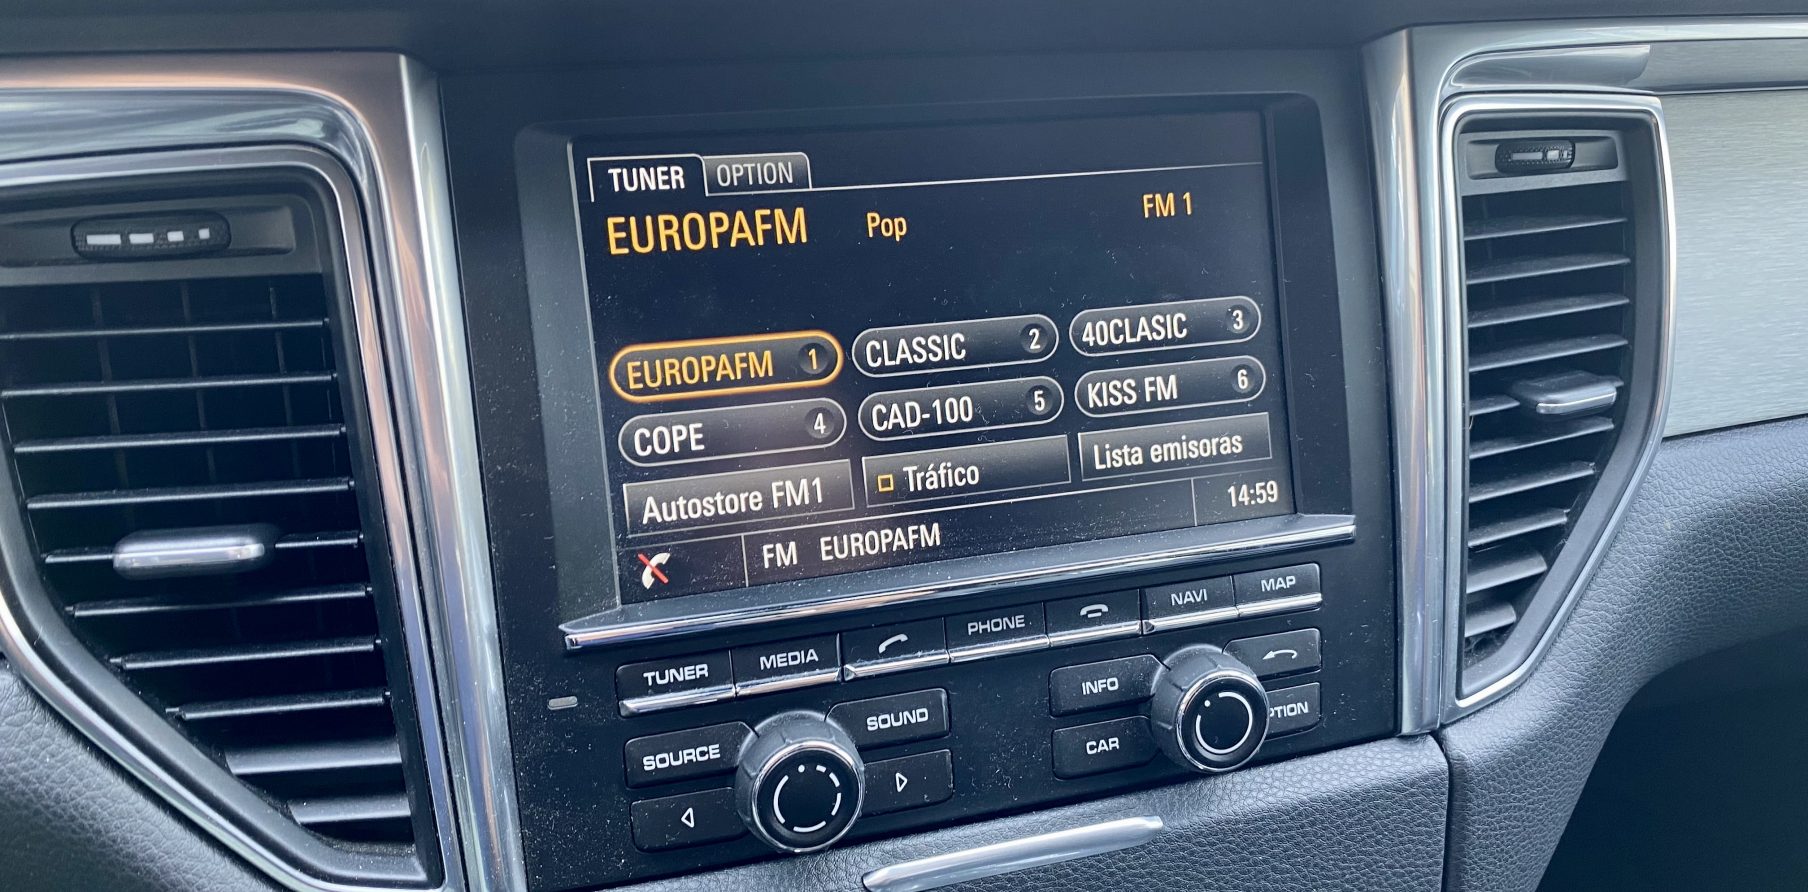 TUNER OPTION
EUROPAFM Pop FM 1
EUROPAFM 1 CLASSIC 2 40CLASIC 3
COPE 4 CAD-100 5 KISS FM 6
Autostore FM1 Tráfico Lista emisoras
FM EUROPAFM 14:59
TUNER MEDIA PHONE NAVI MAP
SOURCE SOUND INFO
CAR PTION